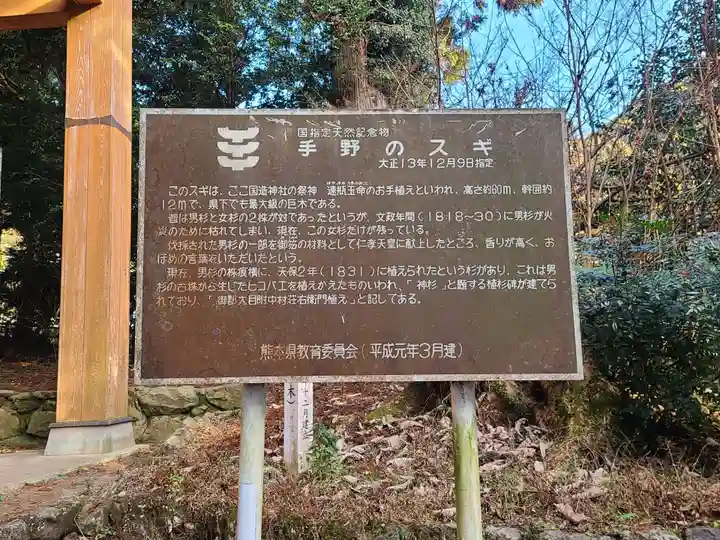 国指定天然記念物
手野のスギ
大正13年12月9日指定
このスギは、ここ国造神社の祭神 速瓶玉命のお手植えといわれ、高さ約60m、幹囲約
12mで、県下でも最大級の巨木である。
昔は男杉と女杉の2株が対であったというが、文政年間(1818~30)に男杉が火
災のために枯れてしまい、現在、この女杉だけが残っている。
伐採された男杉の一部を御笏の材料として仁孝天皇に献上したところ、香りが高く、お
ほめの言葉をいただいたという。
現在、男杉の株痕横に、天保2年(1831)に植えられたという杉があり、これは男
杉の古株から生じたヒコバエを植えかえたものといわれ、「神杉」と題する植杉碑が建てら
れており、「御郡大目附中村荘右衛門植え」と記してある。
熊本県教育委員会(平成元年3月建)
木)
十二月建立